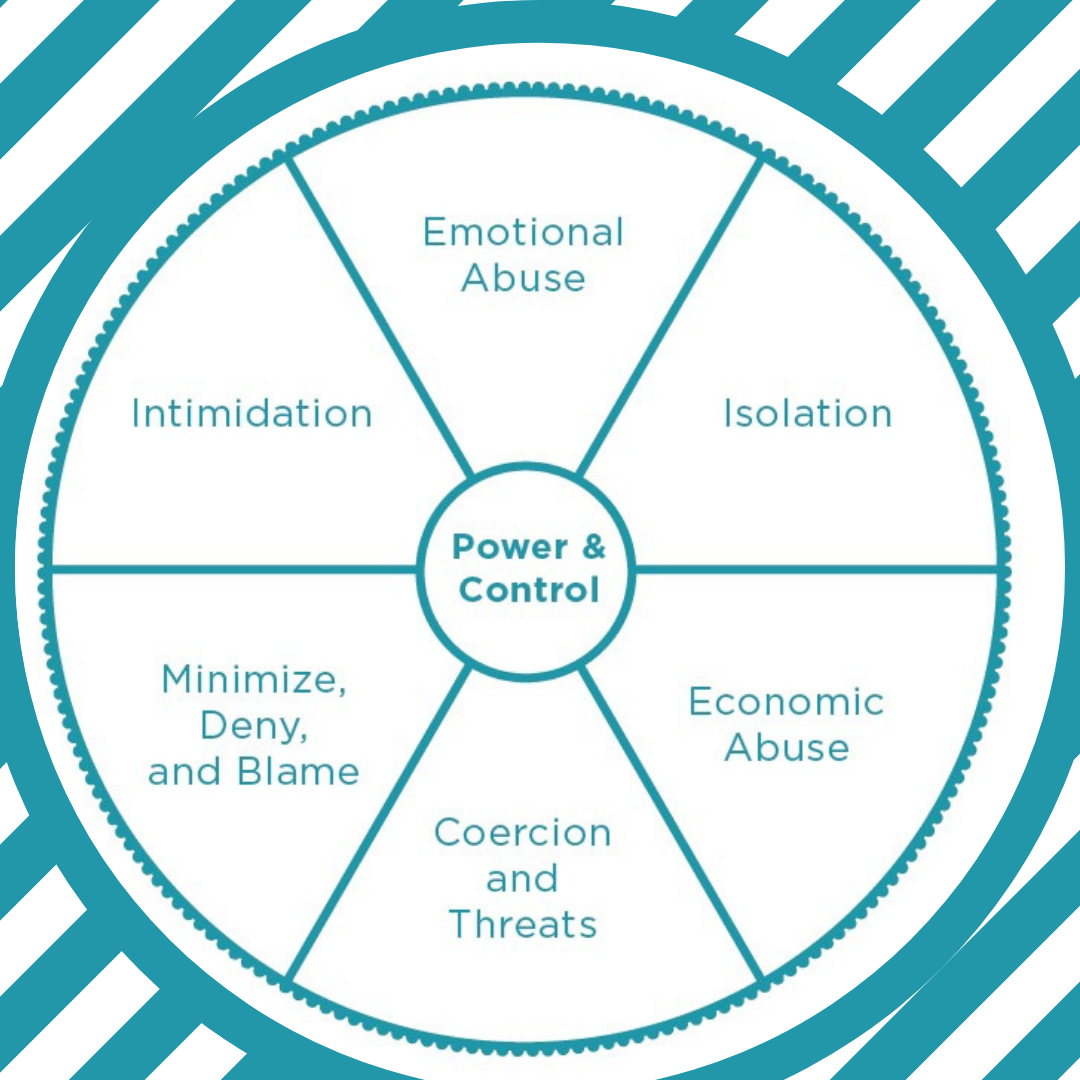 Emotional
Abuse
Intimidation
Isolation
Power &
Control
Minimize,
Deny,
and Blame
Economic
Abuse
Coercion
and
Threats